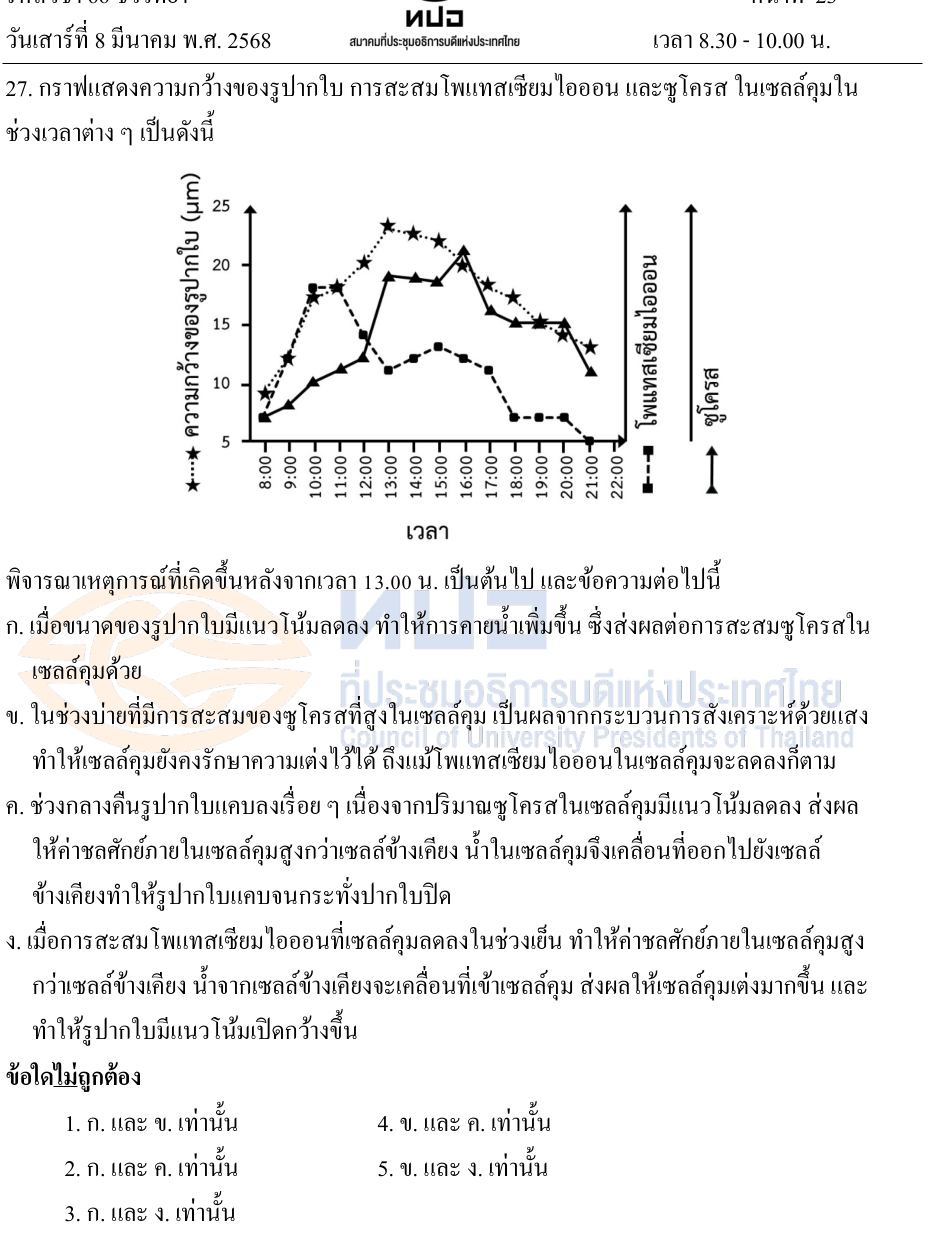 ทปอ
วันเสาร์ที่ 8 มีนาคม พ.ศ. 2568 สมาคมที่ประชุมอธิการบดีแห่งประเทศไทย เวลา 8.30 - 10.00 น.
27. กราฟแสดงความกว้างของรูปากใบ การสะสมโพแทสเซียมไอออน และซูโครส ในเซลล์คุมใน
ช่วงเวลาต่าง ๆ เป็นดังนี้
ความกว้างของรูปากใบ (µm)
25
20
15
10
5
8:00 9:00 10:00 11:00 12:00 13:00 14:00 15:00 16:00 17:00 18:00 19:00 20:00 21:00 22:00
เวลา
โพแทสเซียมไอออน
ซูโครส
พิจารณาเหตุการณ์ที่เกิดขึ้นหลังจากเวลา 13.00 น. เป็นต้นไป และข้อความต่อไปนี้
ก. เมื่อขนาดของรูปากใบมีแนวโน้มลดลง ทำให้การคายน้ำเพิ่มขึ้น ซึ่งส่งผลต่อการสะสมซูโครสใน
เซลล์คุมด้วย
ข. ในช่วงบ่ายที่มีการสะสมของซูโครสที่สูงในเซลล์คุม เป็นผลจากกระบวนการสังเคราะห์ด้วยแสง
ทำให้เซลล์คุมยังคงรักษาความเต่งไว้ได้ ถึงแม้โพแทสเซียมไอออนในเซลล์คุมจะลดลงก็ตาม
ค. ช่วงกลางคืนรูปากใบแคบลงเรื่อย ๆ เนื่องจากปริมาณซูโครสในเซลล์คุมมีแนวโน้มลดลง ส่งผล
ให้ค่าชลศักย์ภายในเซลล์คุมสูงกว่าเซลล์ข้างเคียง น้ำในเซลล์คุมจึงเคลื่อนที่ออกไปยังเซลล์
ข้างเคียงทำให้รูปากใบแคบจนกระทั่งปากใบปิด
ง. เมื่อการสะสมโพแทสเซียมไอออนที่เซลล์คุมลดลงในช่วงเย็น ทำให้ค่าชลศักย์ภายในเซลล์คุมสูง
กว่าเซลล์ข้างเคียง น้ำจากเซลล์ข้างเคียงจะเคลื่อนที่เข้าเซลล์คุม ส่งผลให้เซลล์คุมเต่งมากขึ้น และ
ทำให้รูปากใบมีแนวโน้มเปิดกว้างขึ้น
ทปอ
ที่ประชุมอธิการบดีแห่งประเทศไทย
Council of University Presidents of Thailand
ข้อใดไม่ถูกต้อง
1. ก. และ ข. เท่านั้น 4. ข. และ ค. เท่านั้น
2. ก. และ ค. เท่านั้น 5. ข. และ ง. เท่านั้น
3. ก. และ ง. เท่านั้น